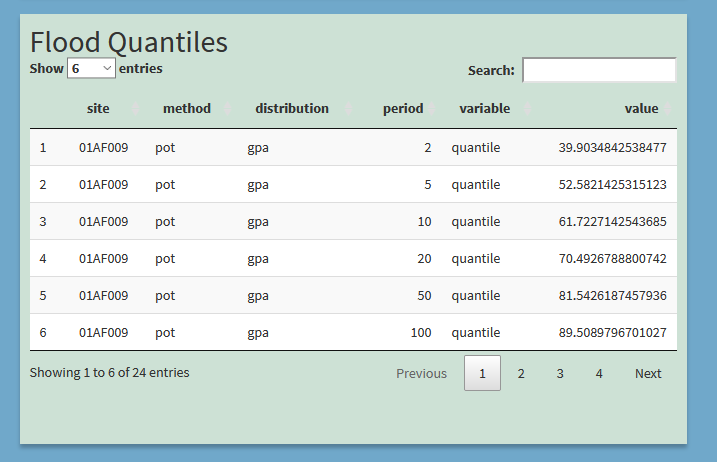 Flood Quantiles
Show 6 entries Search:
site method distribution period variable value
1 01AF009 pot gpa 2 quantile 39.9034842538477
2 01AF009 pot gpa 5 quantile 52.5821425315123
3 01AF009 pot gpa 10 quantile 61.7227142543685
4 01AF009 pot gpa 20 quantile 70.4926788800742
5 01AF009 pot gpa 50 quantile 81.5426187457936
6 01AF009 pot gpa 100 quantile 89.5089796701027
Showing 1 to 6 of 24 entries Previous 1 2 3 4 Next